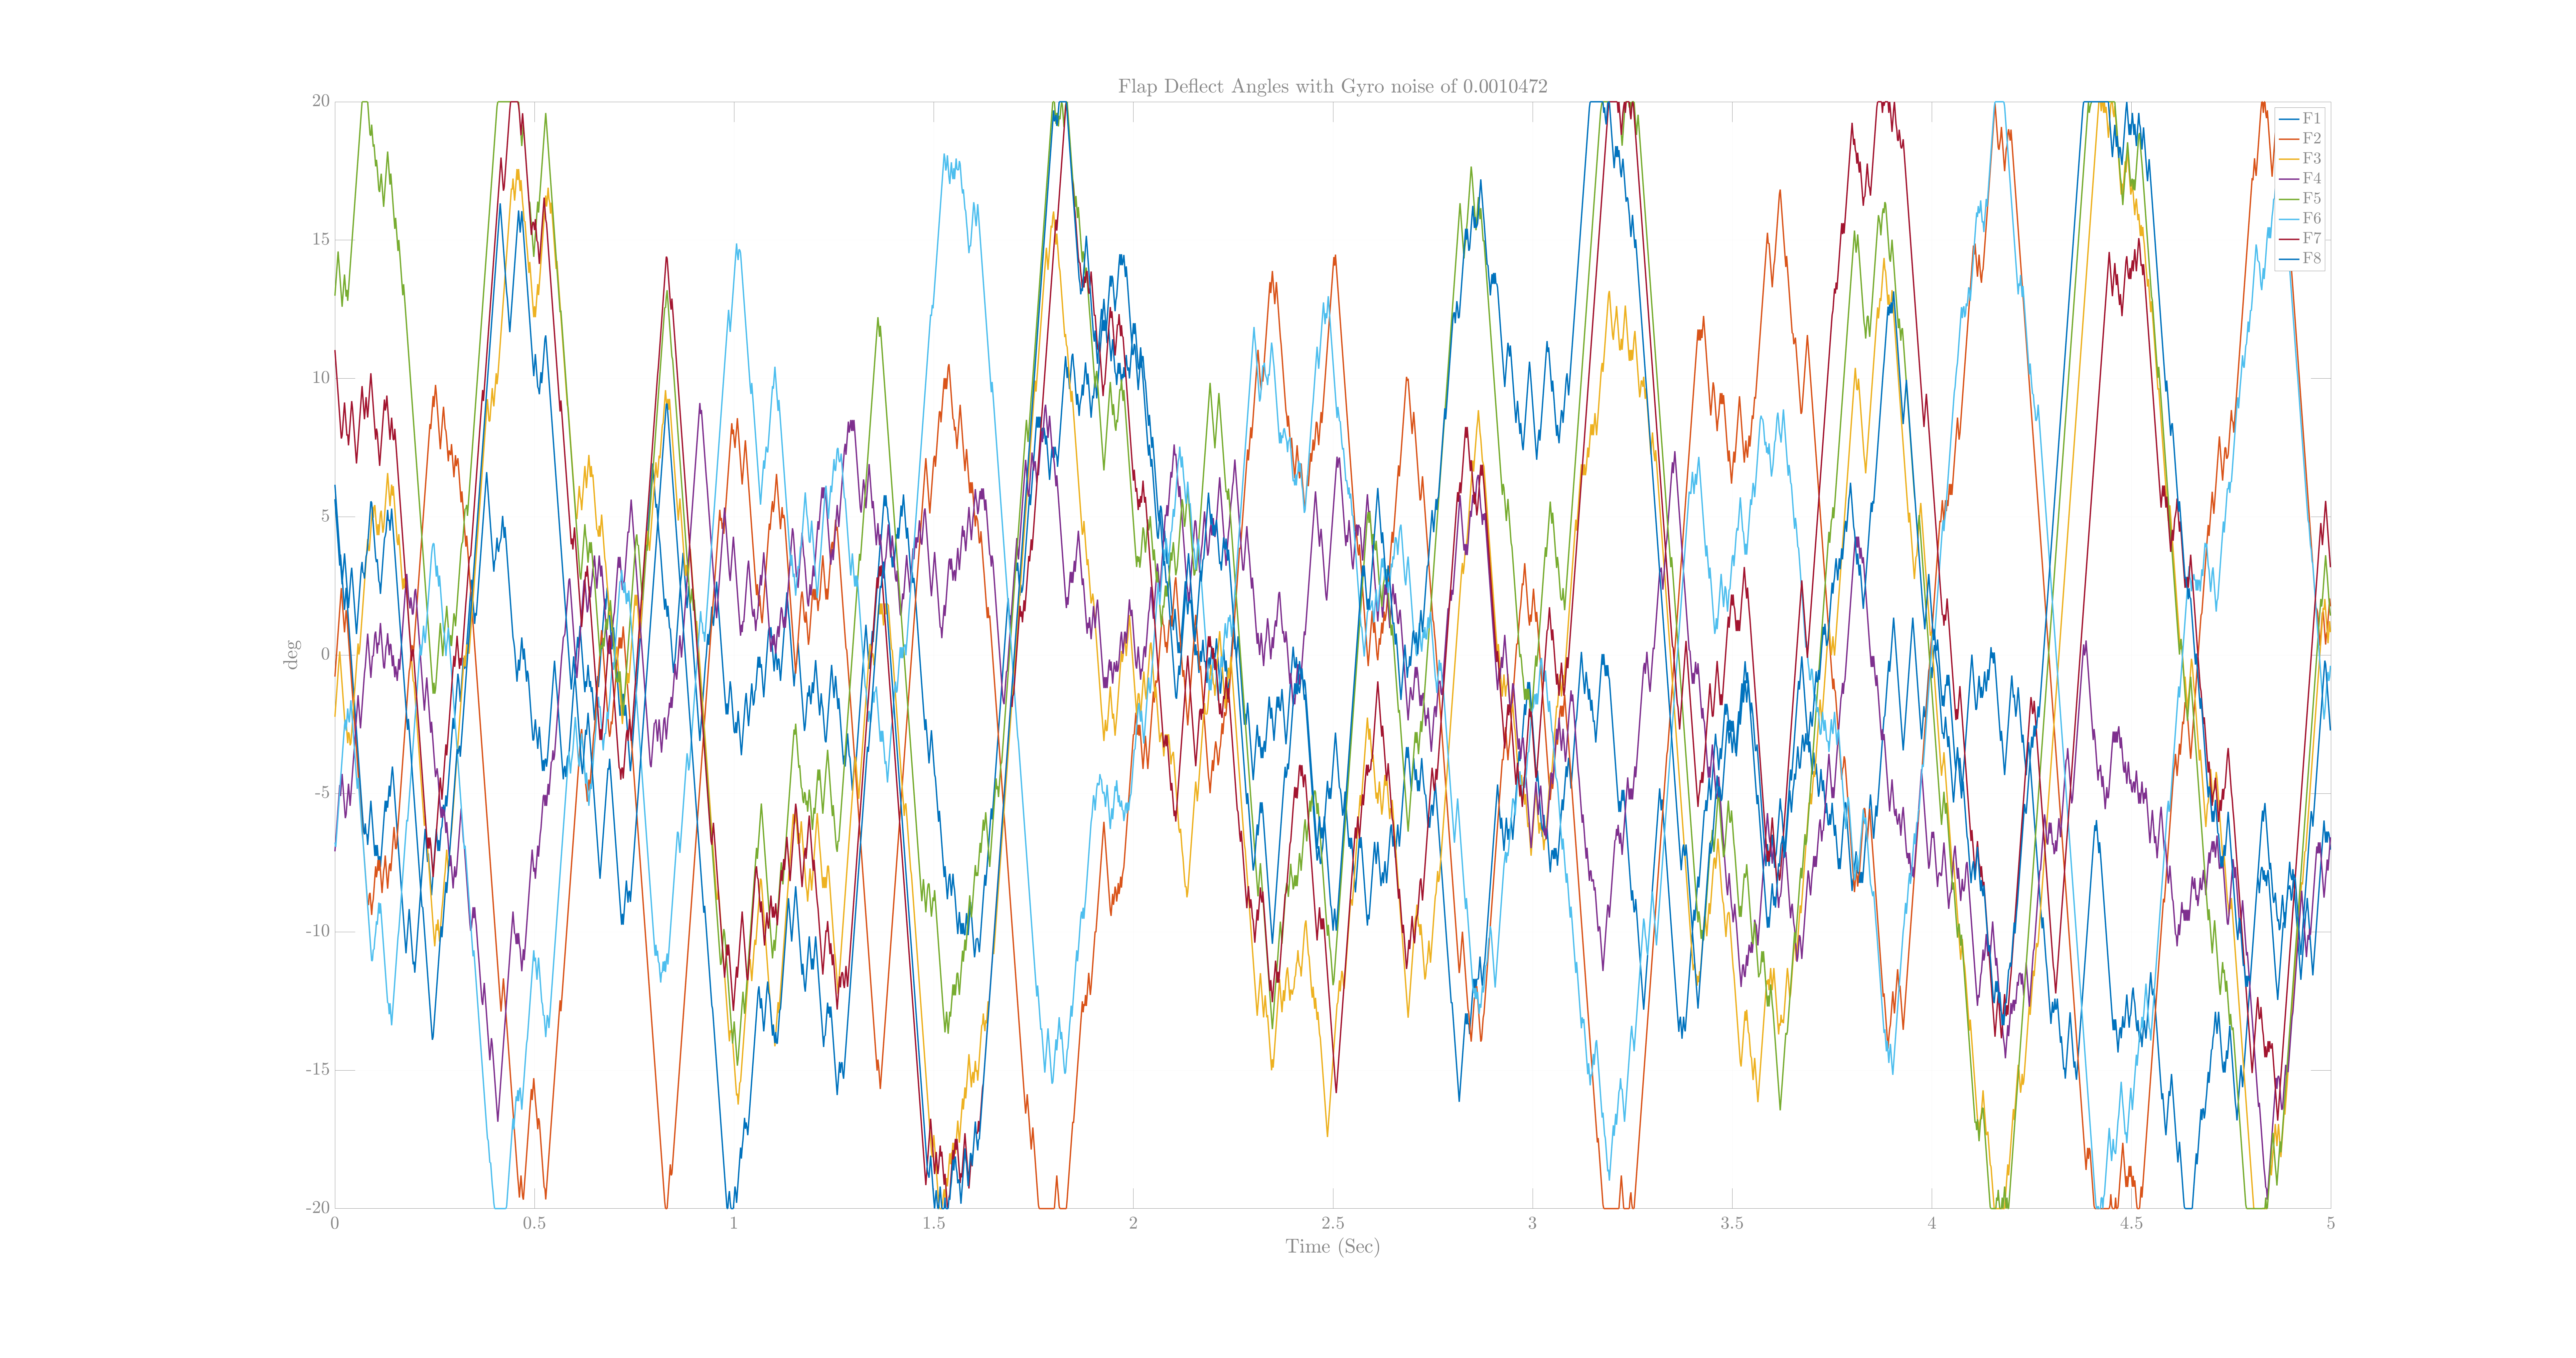 Flap Deflect Angles with Gyro noise of 0.0010472
20
15
10
5
0
-5
-10
-15
-20
deg
F1
F2
F3
F4
F5
F6
F7
F8
0 0.5 1 1.5 2 2.5 3 3.5 4 4.5 5
Time (Sec)